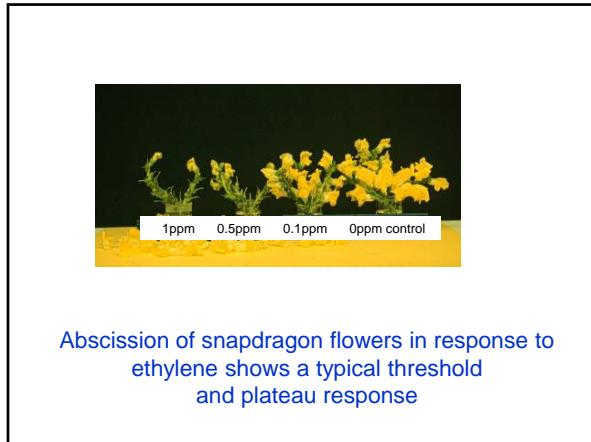 1ppm 0.5ppm 0.1ppm 0ppm control
Abscission of snapdragon flowers in response to
ethylene shows a typical threshold
and plateau response